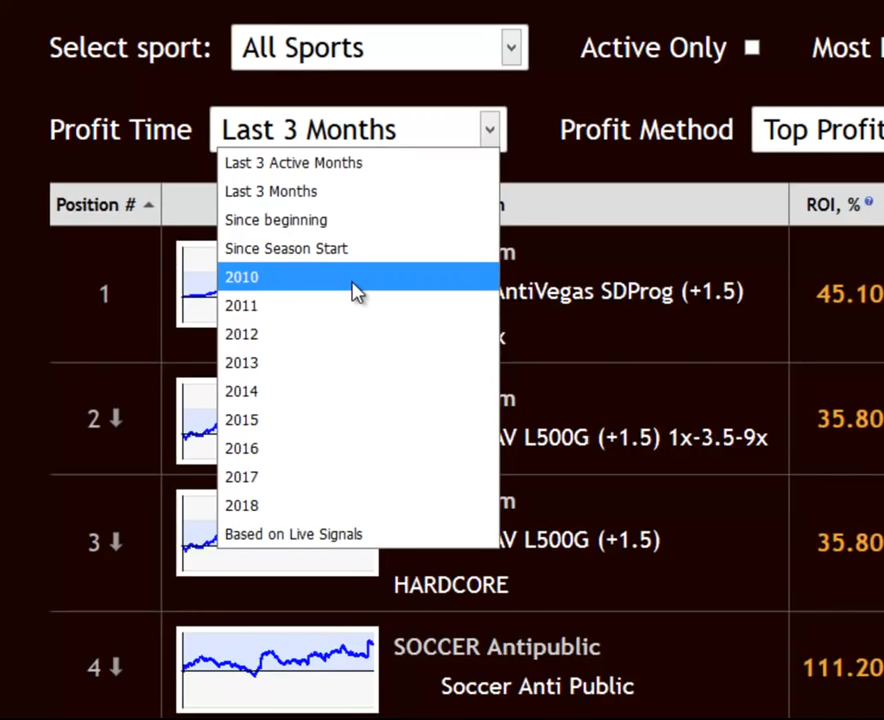 Select sport: All Sports Active Only Most
Profit Time Last 3 Months Profit Method Top Profit
Last 3 Active Months
Last 3 Months
Since beginning
Since Season Start
2010
2011
2012
2013
2014
2015
2016
2017
2018
Based on Live Signals
Position # ROI, %
1 AntiVegas SDProg (+1.5) 45.10
2 AV L500G (+1.5) 1x-3.5-9x 35.80
3 AV L500G (+1.5) 35.80
HARDCORE
SOCCER Antipublic
4 Soccer Anti Public 111.20